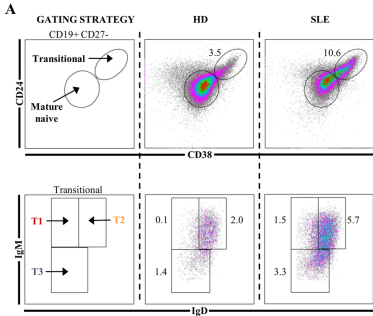 A
GATING STRATEGY HD SLE
CD19+ CD27-
Transitional
Mature
naive
3.5
10.6
CD24
CD38
Transitional
T1
T2
T3
0.1
2.0
1.4
1.5
5.7
3.3
IgM
IgD